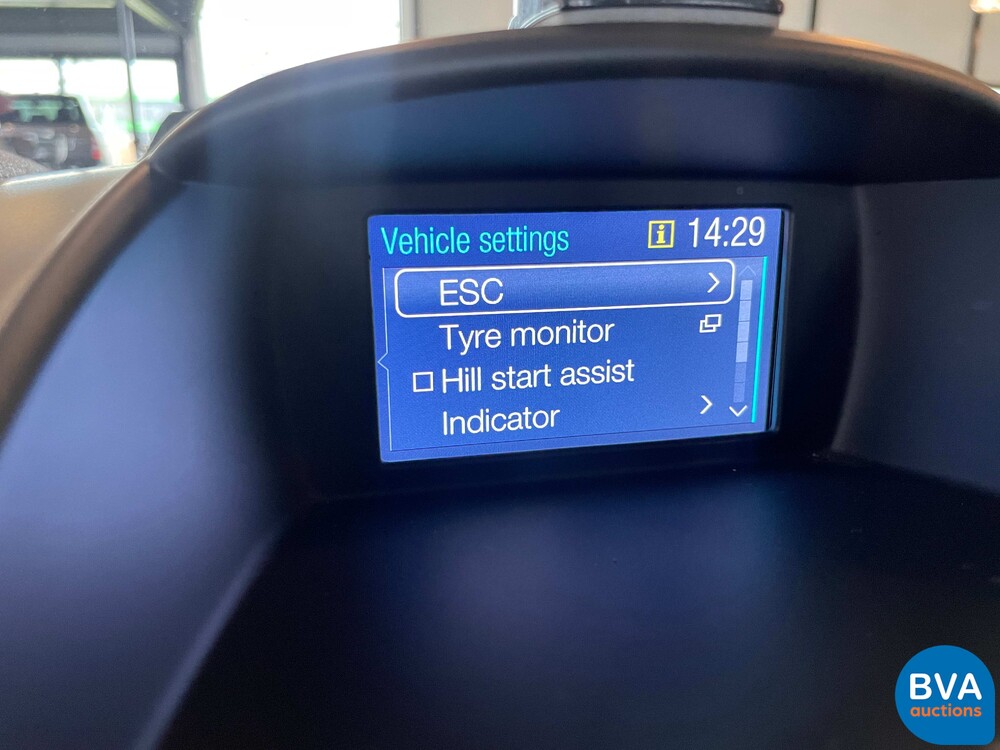 Vehicle settings i 14:29
ESC
Tyre monitor
Hill start assist
Indicator
BVA
auctions